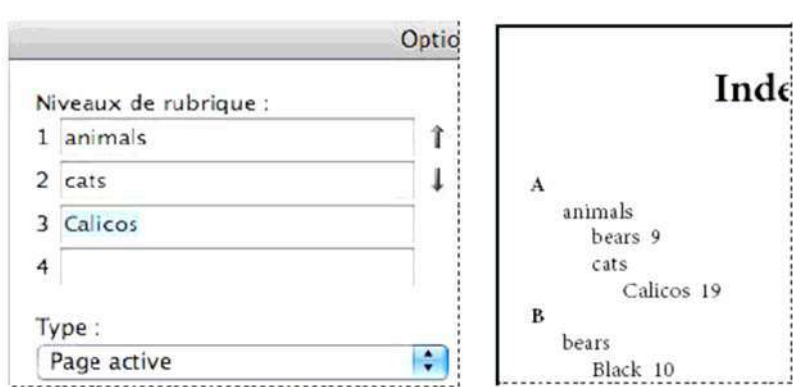 Optio
Niveaux de rubrique :
1 animals
2 cats
3 Calicos
4
Type :
Page active
Inde
A
animals
bears 9
cats
Calicos 19
B
bears
Black 10